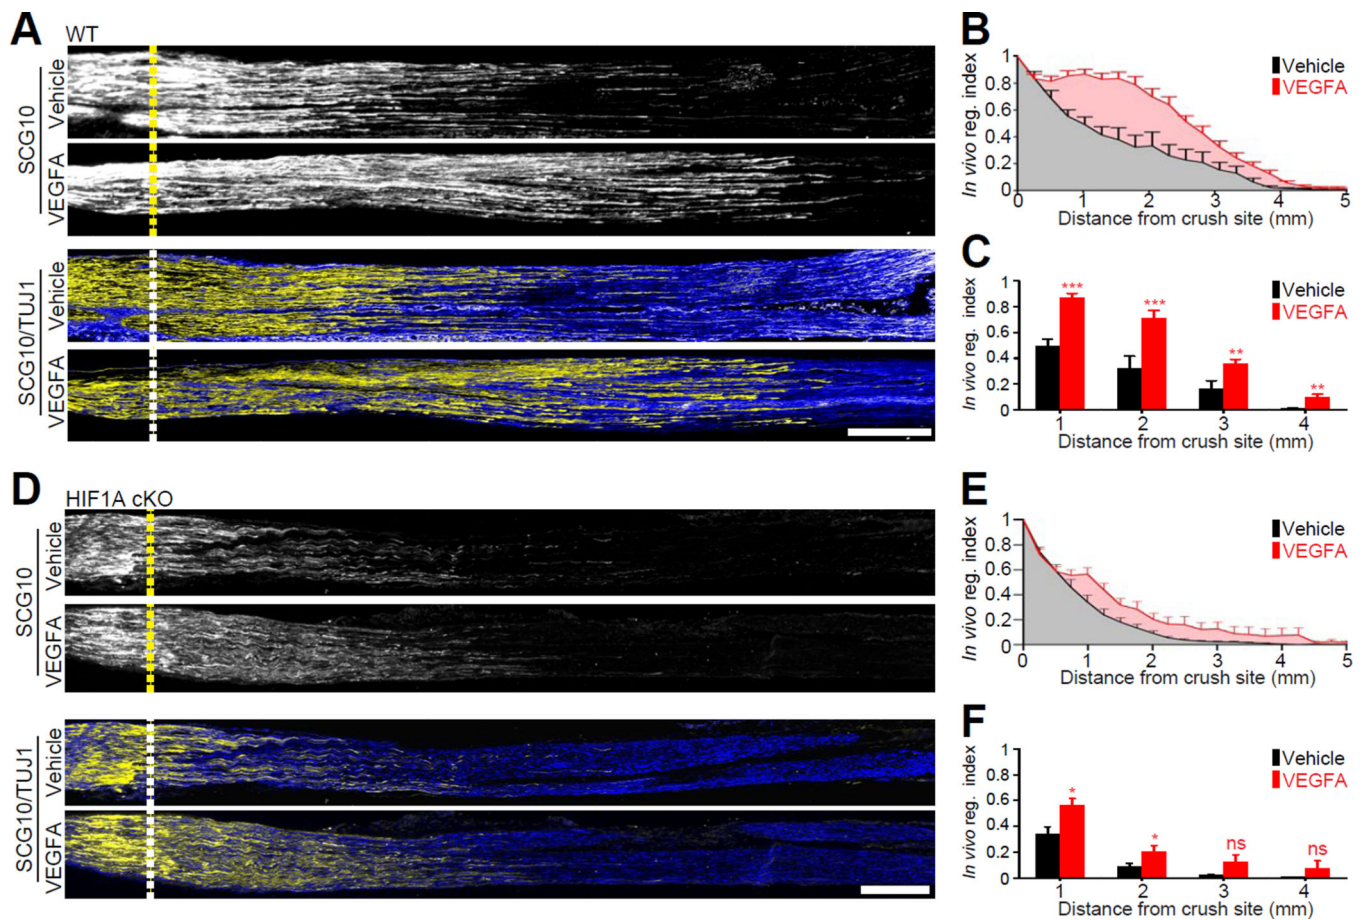 A
WT
SCG10
Vehicle
VEGFA
SCG10/TUJ1
Vehicle
VEGFA
B
In vivo reg. index
1
0.8
0.6
0.4
0.2
0
0 1 2 3 4 5
Distance from crush site (mm)
Vehicle
VEGFA
C
In vivo reg. index
1
0.8
0.6
0.4
0.2
0
*** *** ** **
1 2 3 4
Distance from crush site (mm)
Vehicle
VEGFA
D
HIF1A cKO
SCG10
Vehicle
VEGFA
SCG10/TUJ1
Vehicle
VEGFA
E
In vivo reg. index
1
0.8
0.6
0.4
0.2
0
0 1 2 3 4 5
Distance from crush site (mm)
Vehicle
VEGFA
F
In vivo reg. index
1
0.8
0.6
0.4
0.2
0
* * ns ns
1 2 3 4
Distance from crush site (mm)
Vehicle
VEGFA